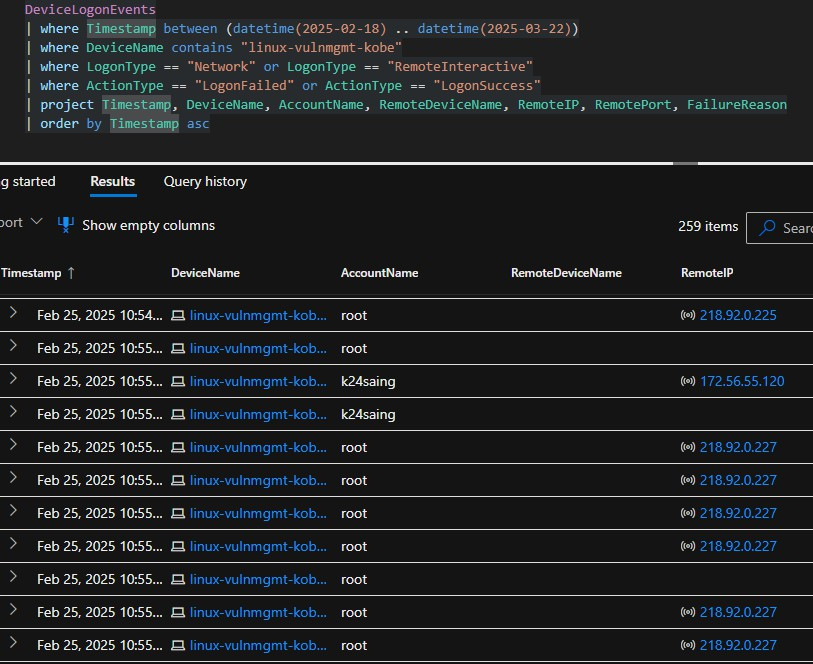 DeviceLogonEvents
| where Timestamp between (datetime(2025-02-18) .. datetime(2025-03-22))
| where DeviceName contains "linux-vulnmgmt-kobe"
| where LogonType == "Network" or LogonType == "RemoteInteractive"
| where ActionType == "LogonFailed" or ActionType == "LogonSuccess"
| project Timestamp, DeviceName, AccountName, RemoteDeviceName, RemoteIP, RemotePort, FailureReason
| order by Timestamp asc
g started Results Query history
port Show empty columns 259 items Searc
Timestamp ↑ DeviceName AccountName RemoteDeviceName RemoteIP
Feb 25, 2025 10:54... linux-vulnmgmt-kob... root 218.92.0.225
Feb 25, 2025 10:55... linux-vulnmgmt-kob... root
Feb 25, 2025 10:55... linux-vulnmgmt-kob... k24saing 172.56.55.120
Feb 25, 2025 10:55... linux-vulnmgmt-kob... k24saing
Feb 25, 2025 10:55... linux-vulnmgmt-kob... root 218.92.0.227
Feb 25, 2025 10:55... linux-vulnmgmt-kob... root 218.92.0.227
Feb 25, 2025 10:55... linux-vulnmgmt-kob... root 218.92.0.227
Feb 25, 2025 10:55... linux-vulnmgmt-kob... root 218.92.0.227
Feb 25, 2025 10:55... linux-vulnmgmt-kob... root
Feb 25, 2025 10:55... linux-vulnmgmt-kob... root 218.92.0.227
Feb 25, 2025 10:55... linux-vulnmgmt-kob... root 218.92.0.227